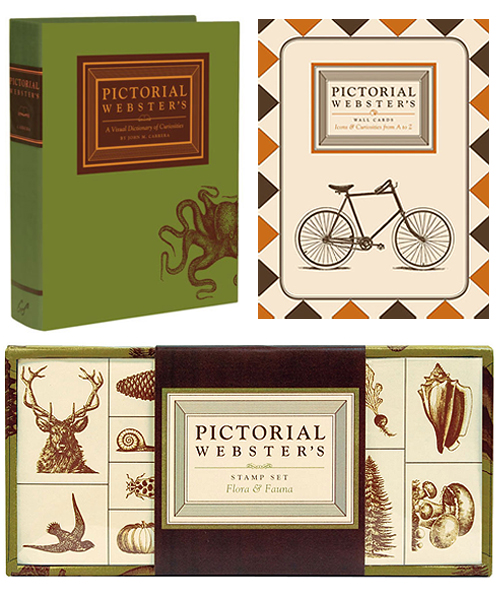 PICTORIAL
WEBSTER'S
A Visual Dictionary of Curiosities
BY JOHN M. CARRERA
PICTORIAL
WEBSTER'S
PICTORIAL
WEBSTER'S
WALL CARDS
Icons & Curiosities from A to Z
PICTORIAL
WEBSTER'S
STAMP SET
Flora & Fauna